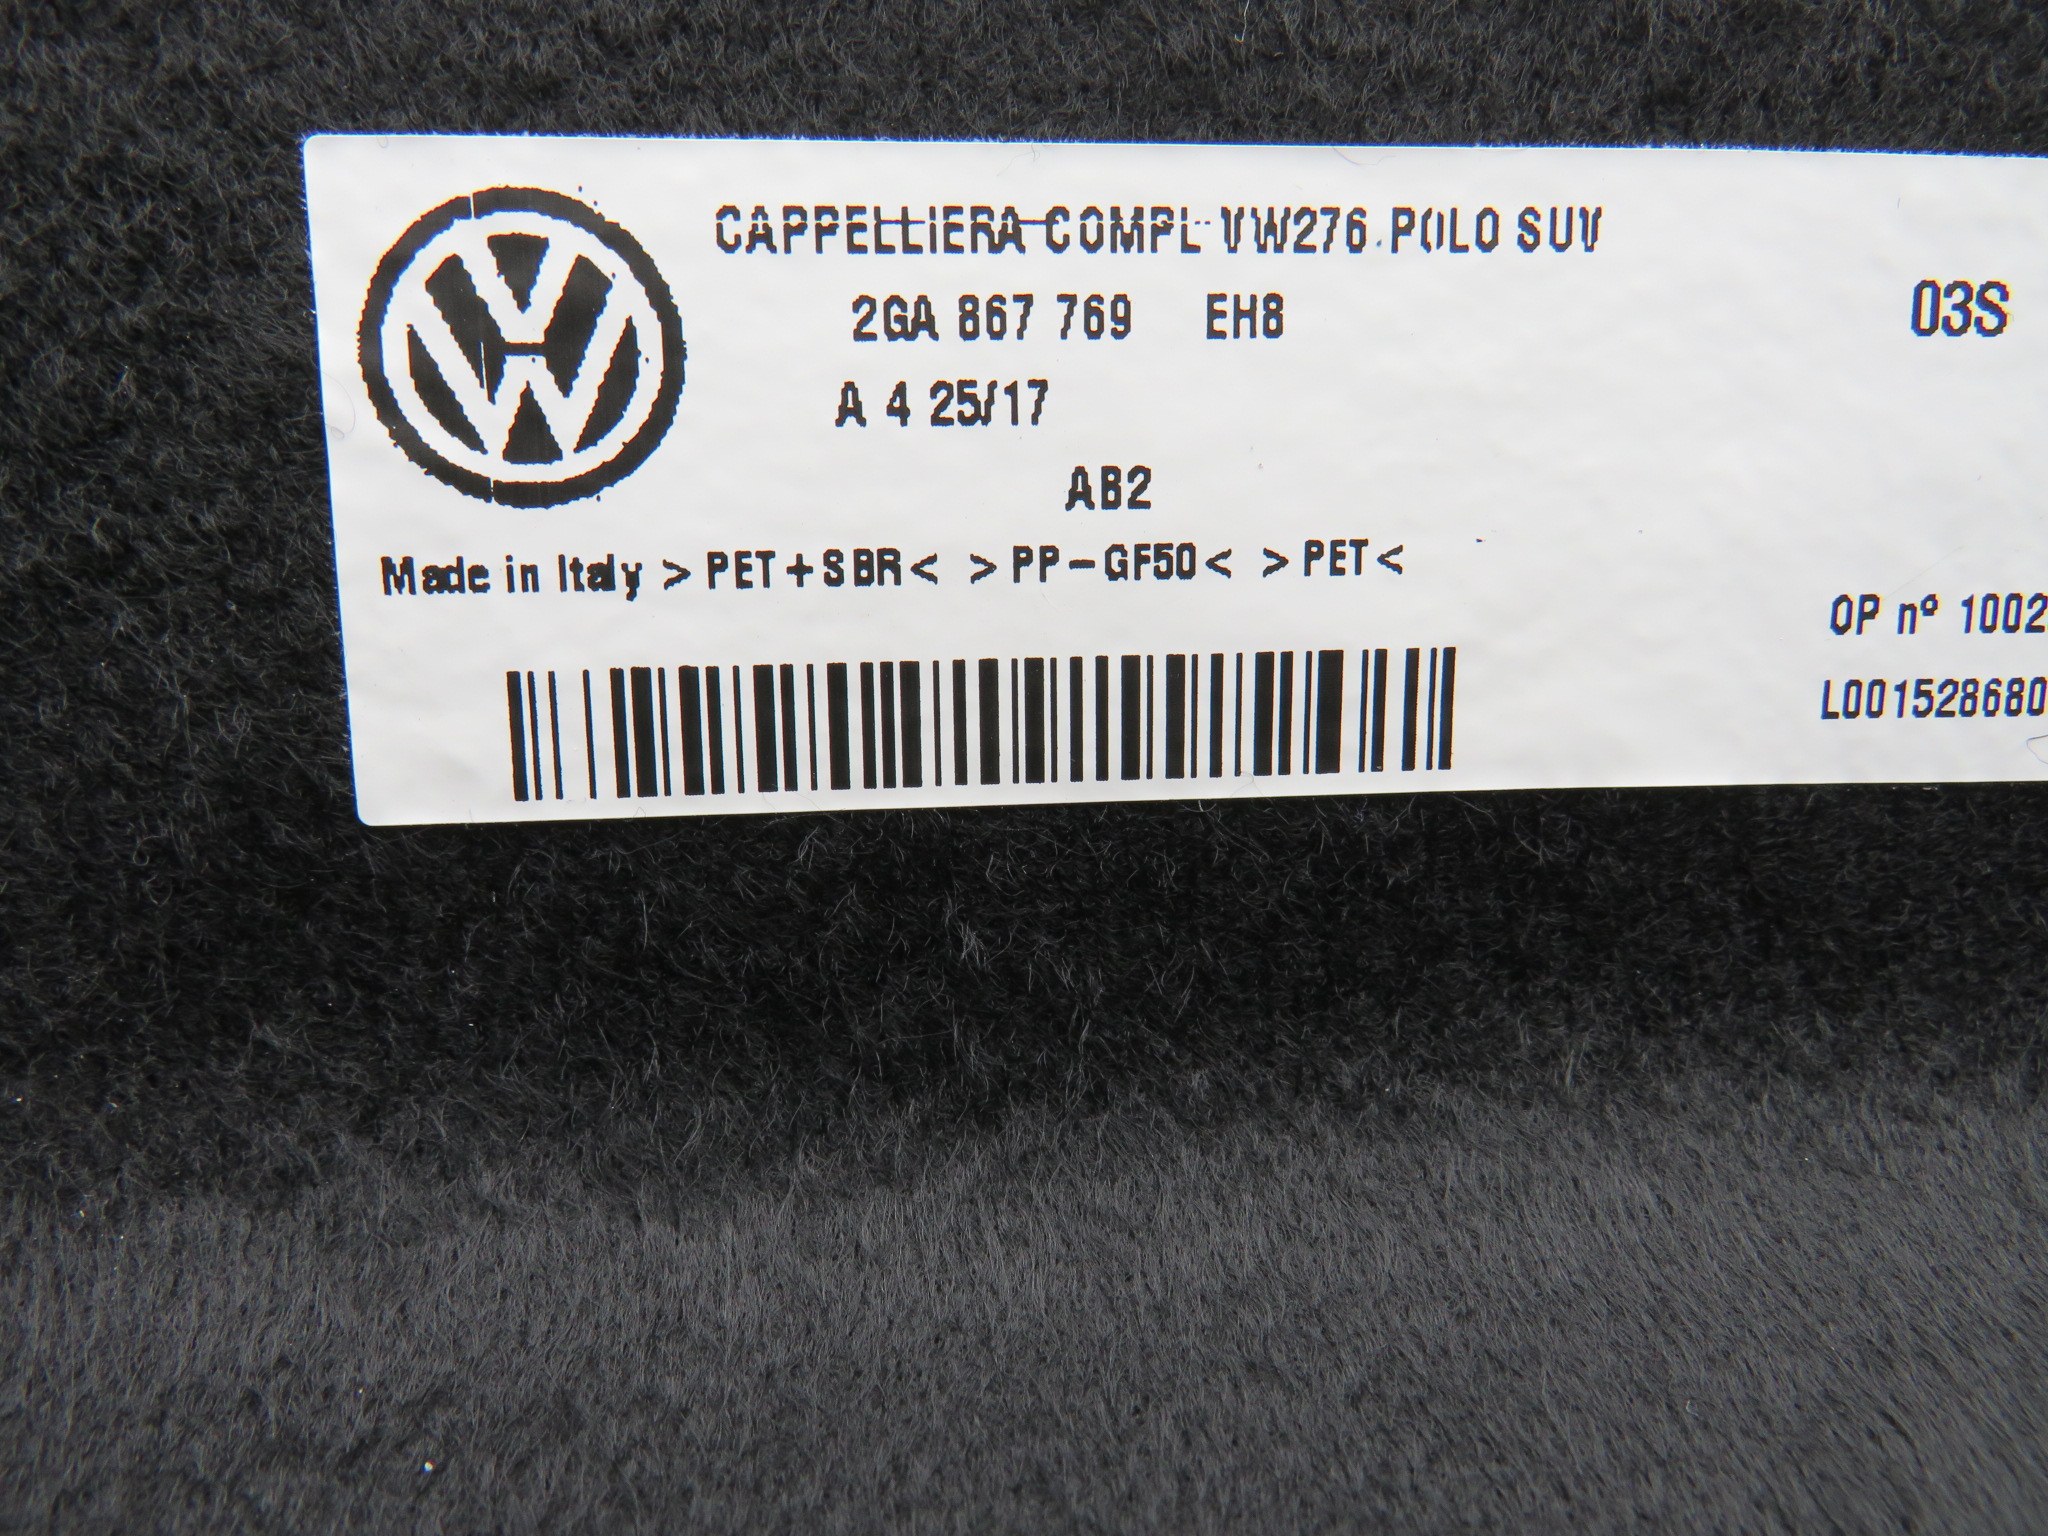 CAPPELLIERA COMPL VW276 POLO SUV
2GA 867 769 EH8
03S
A 4 25/17
AB2
Made in Italy >PET+SBR< >PP-GF50< >PET<
OP nº 1002
L001528680